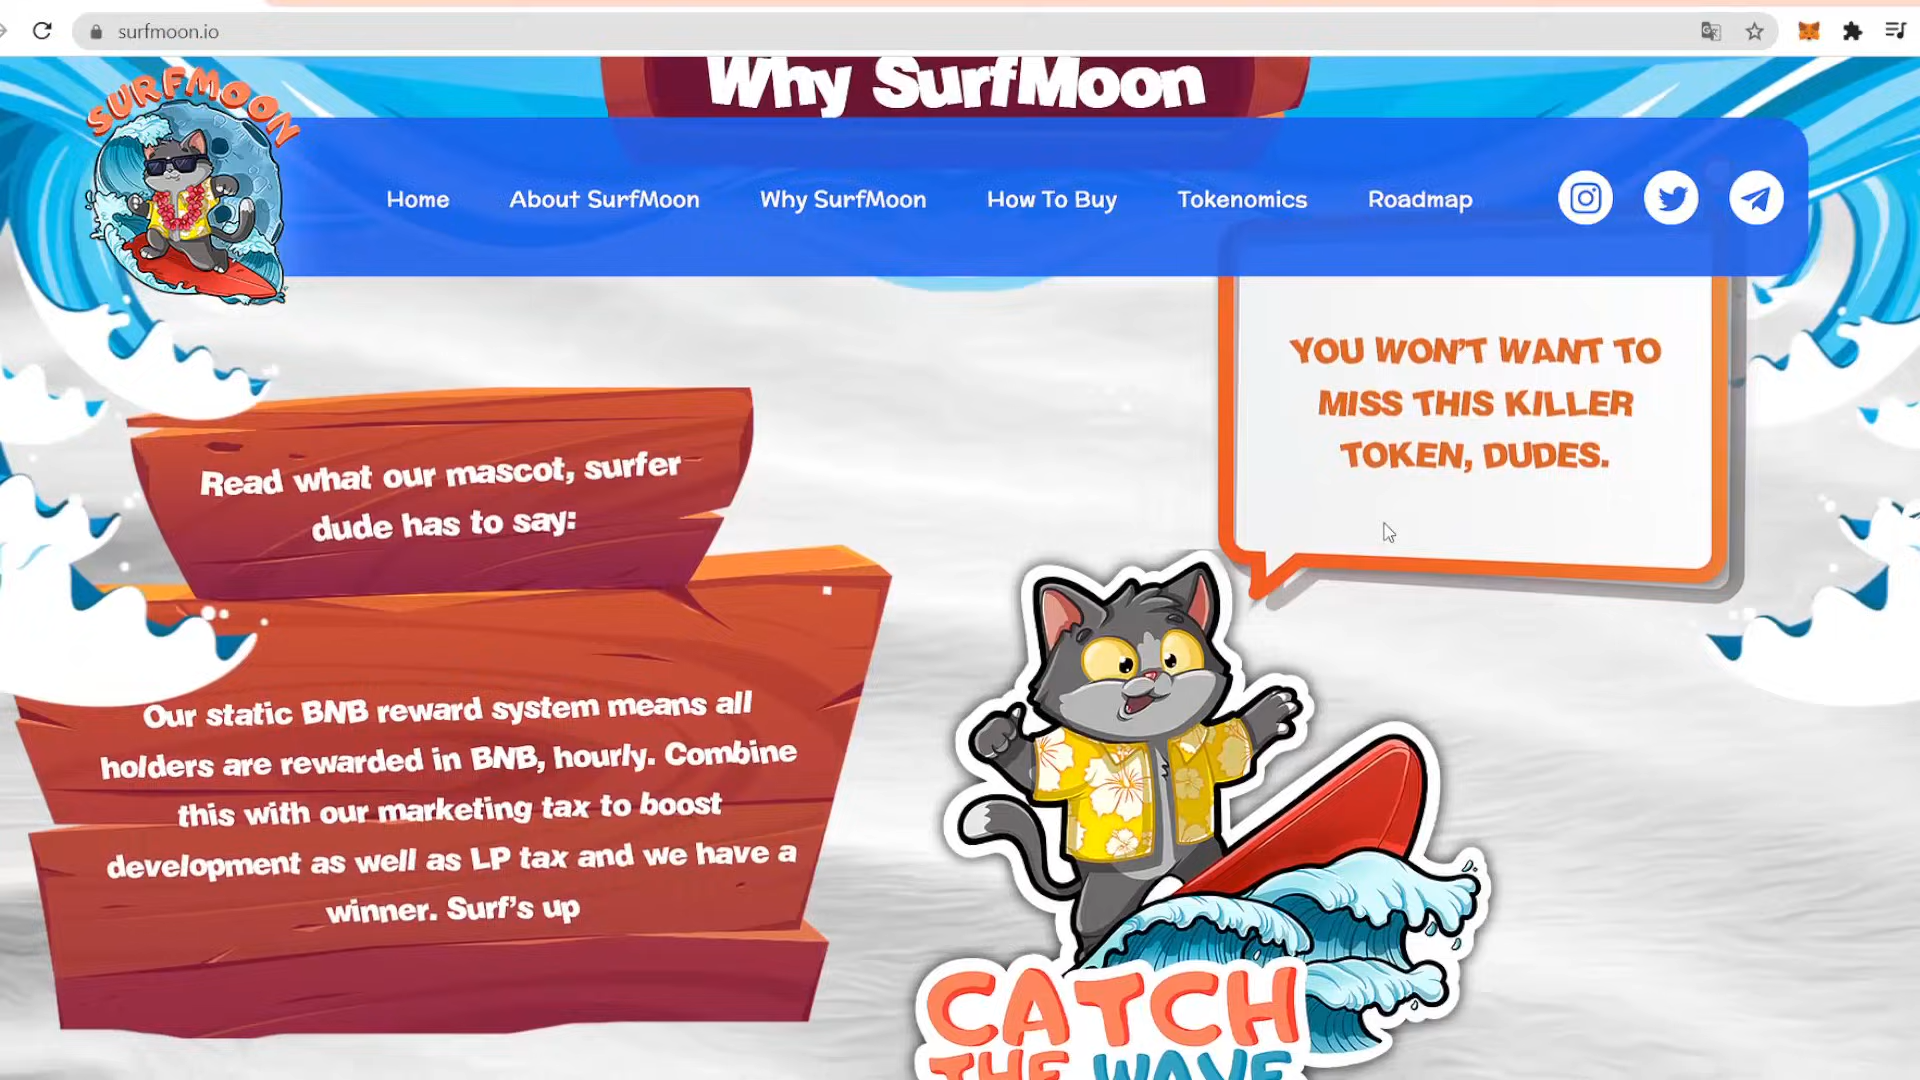 surfmoon.io
Why SurfMoon
SURFMOON
Home
About SurfMoon
Why SurfMoon
How To Buy
Tokenomics
Roadmap
YOU WON'T WANT TO
MISS THIS KILLER
TOKEN, DUDES.
Read what our mascot, surfer
dude has to say:
Our static BNB reward system means all
holders are rewarded in BNB, hourly. Combine
this with our marketing tax to boost
development as well as LP tax and we have a
winner. Surf's up
CATCH
THE WAVE